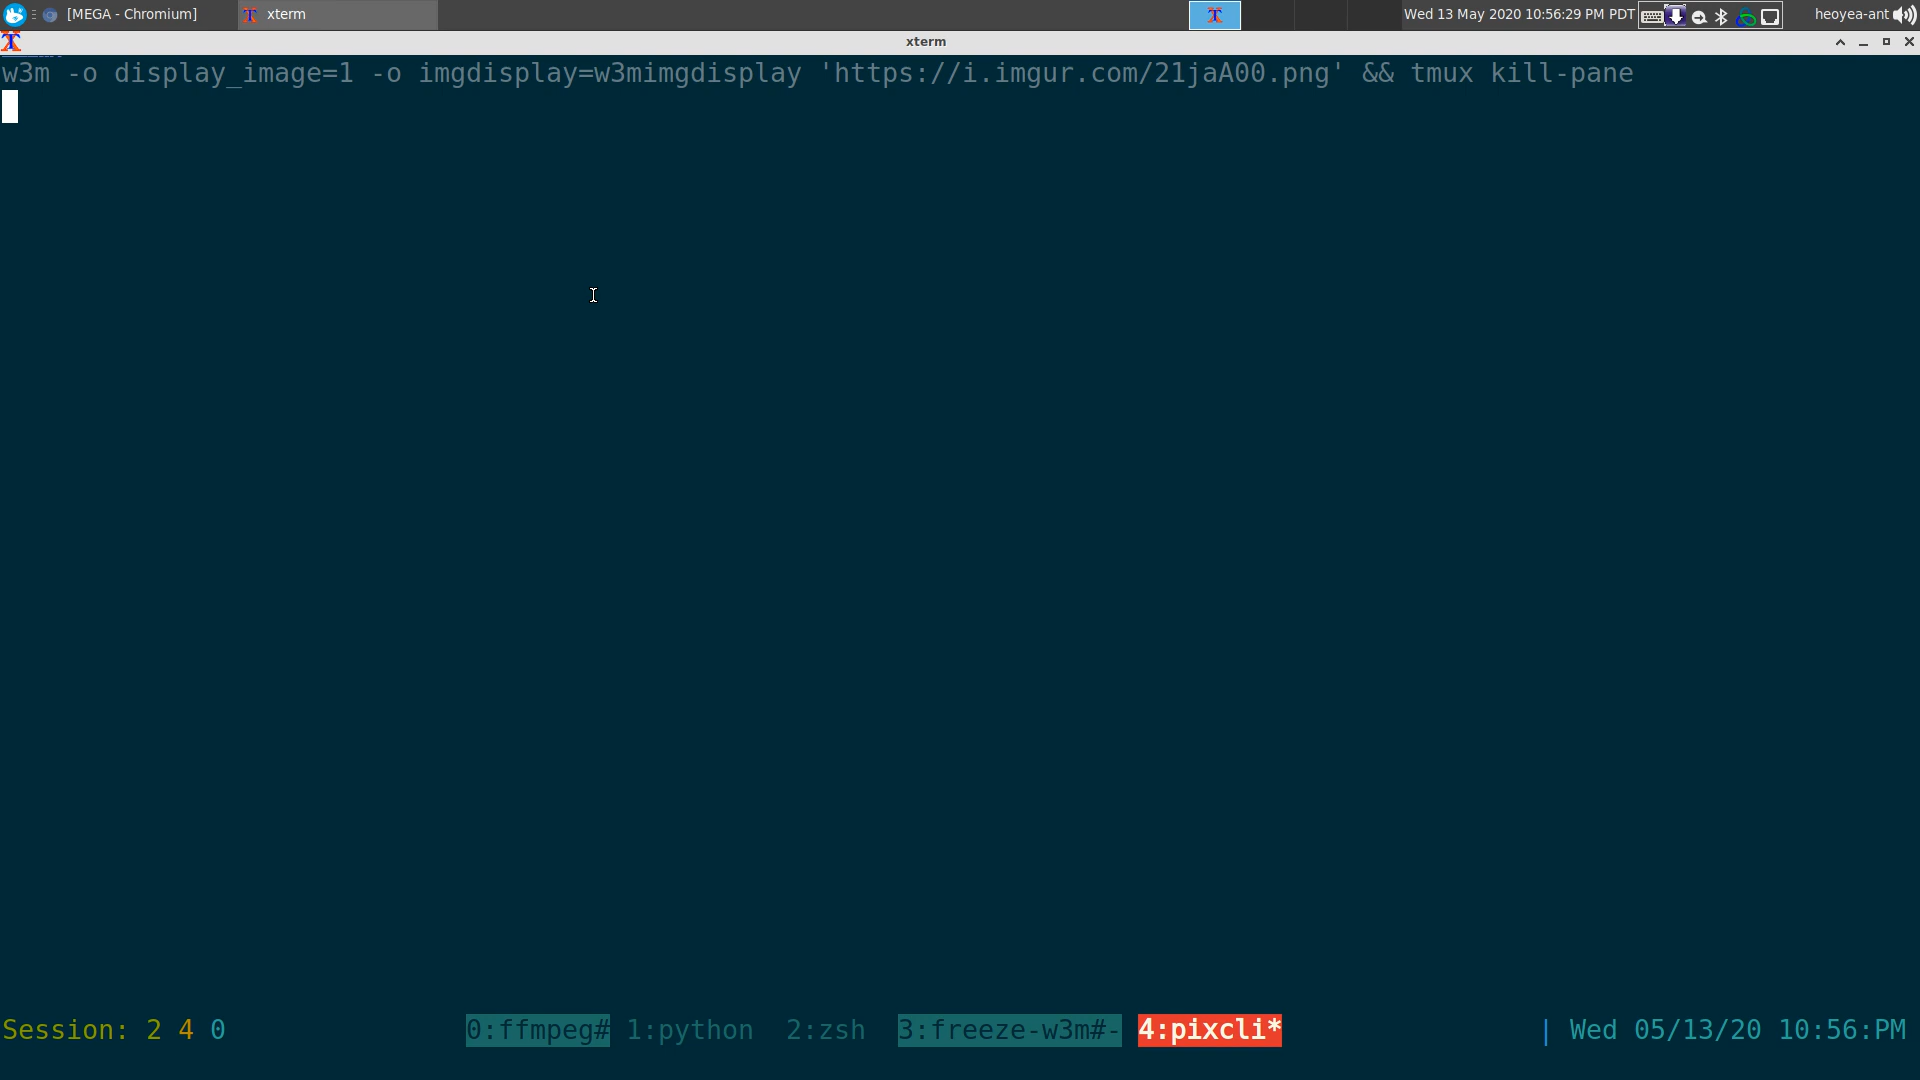 [MEGA - Chromium] xterm Wed 13 May 2020 10:56:29 PM PDT heoyea-ant
xterm
w3m -o display_image=1 -o imgdisplay=w3mimgdisplay 'https://i.imgur.com/21jaA00.png' && tmux kill-pane
Session: 2 4 0 0:ffmpeg# 1:python 2:zsh 3:freeze-w3m#- 4:pixcli* | Wed 05/13/20 10:56:PM